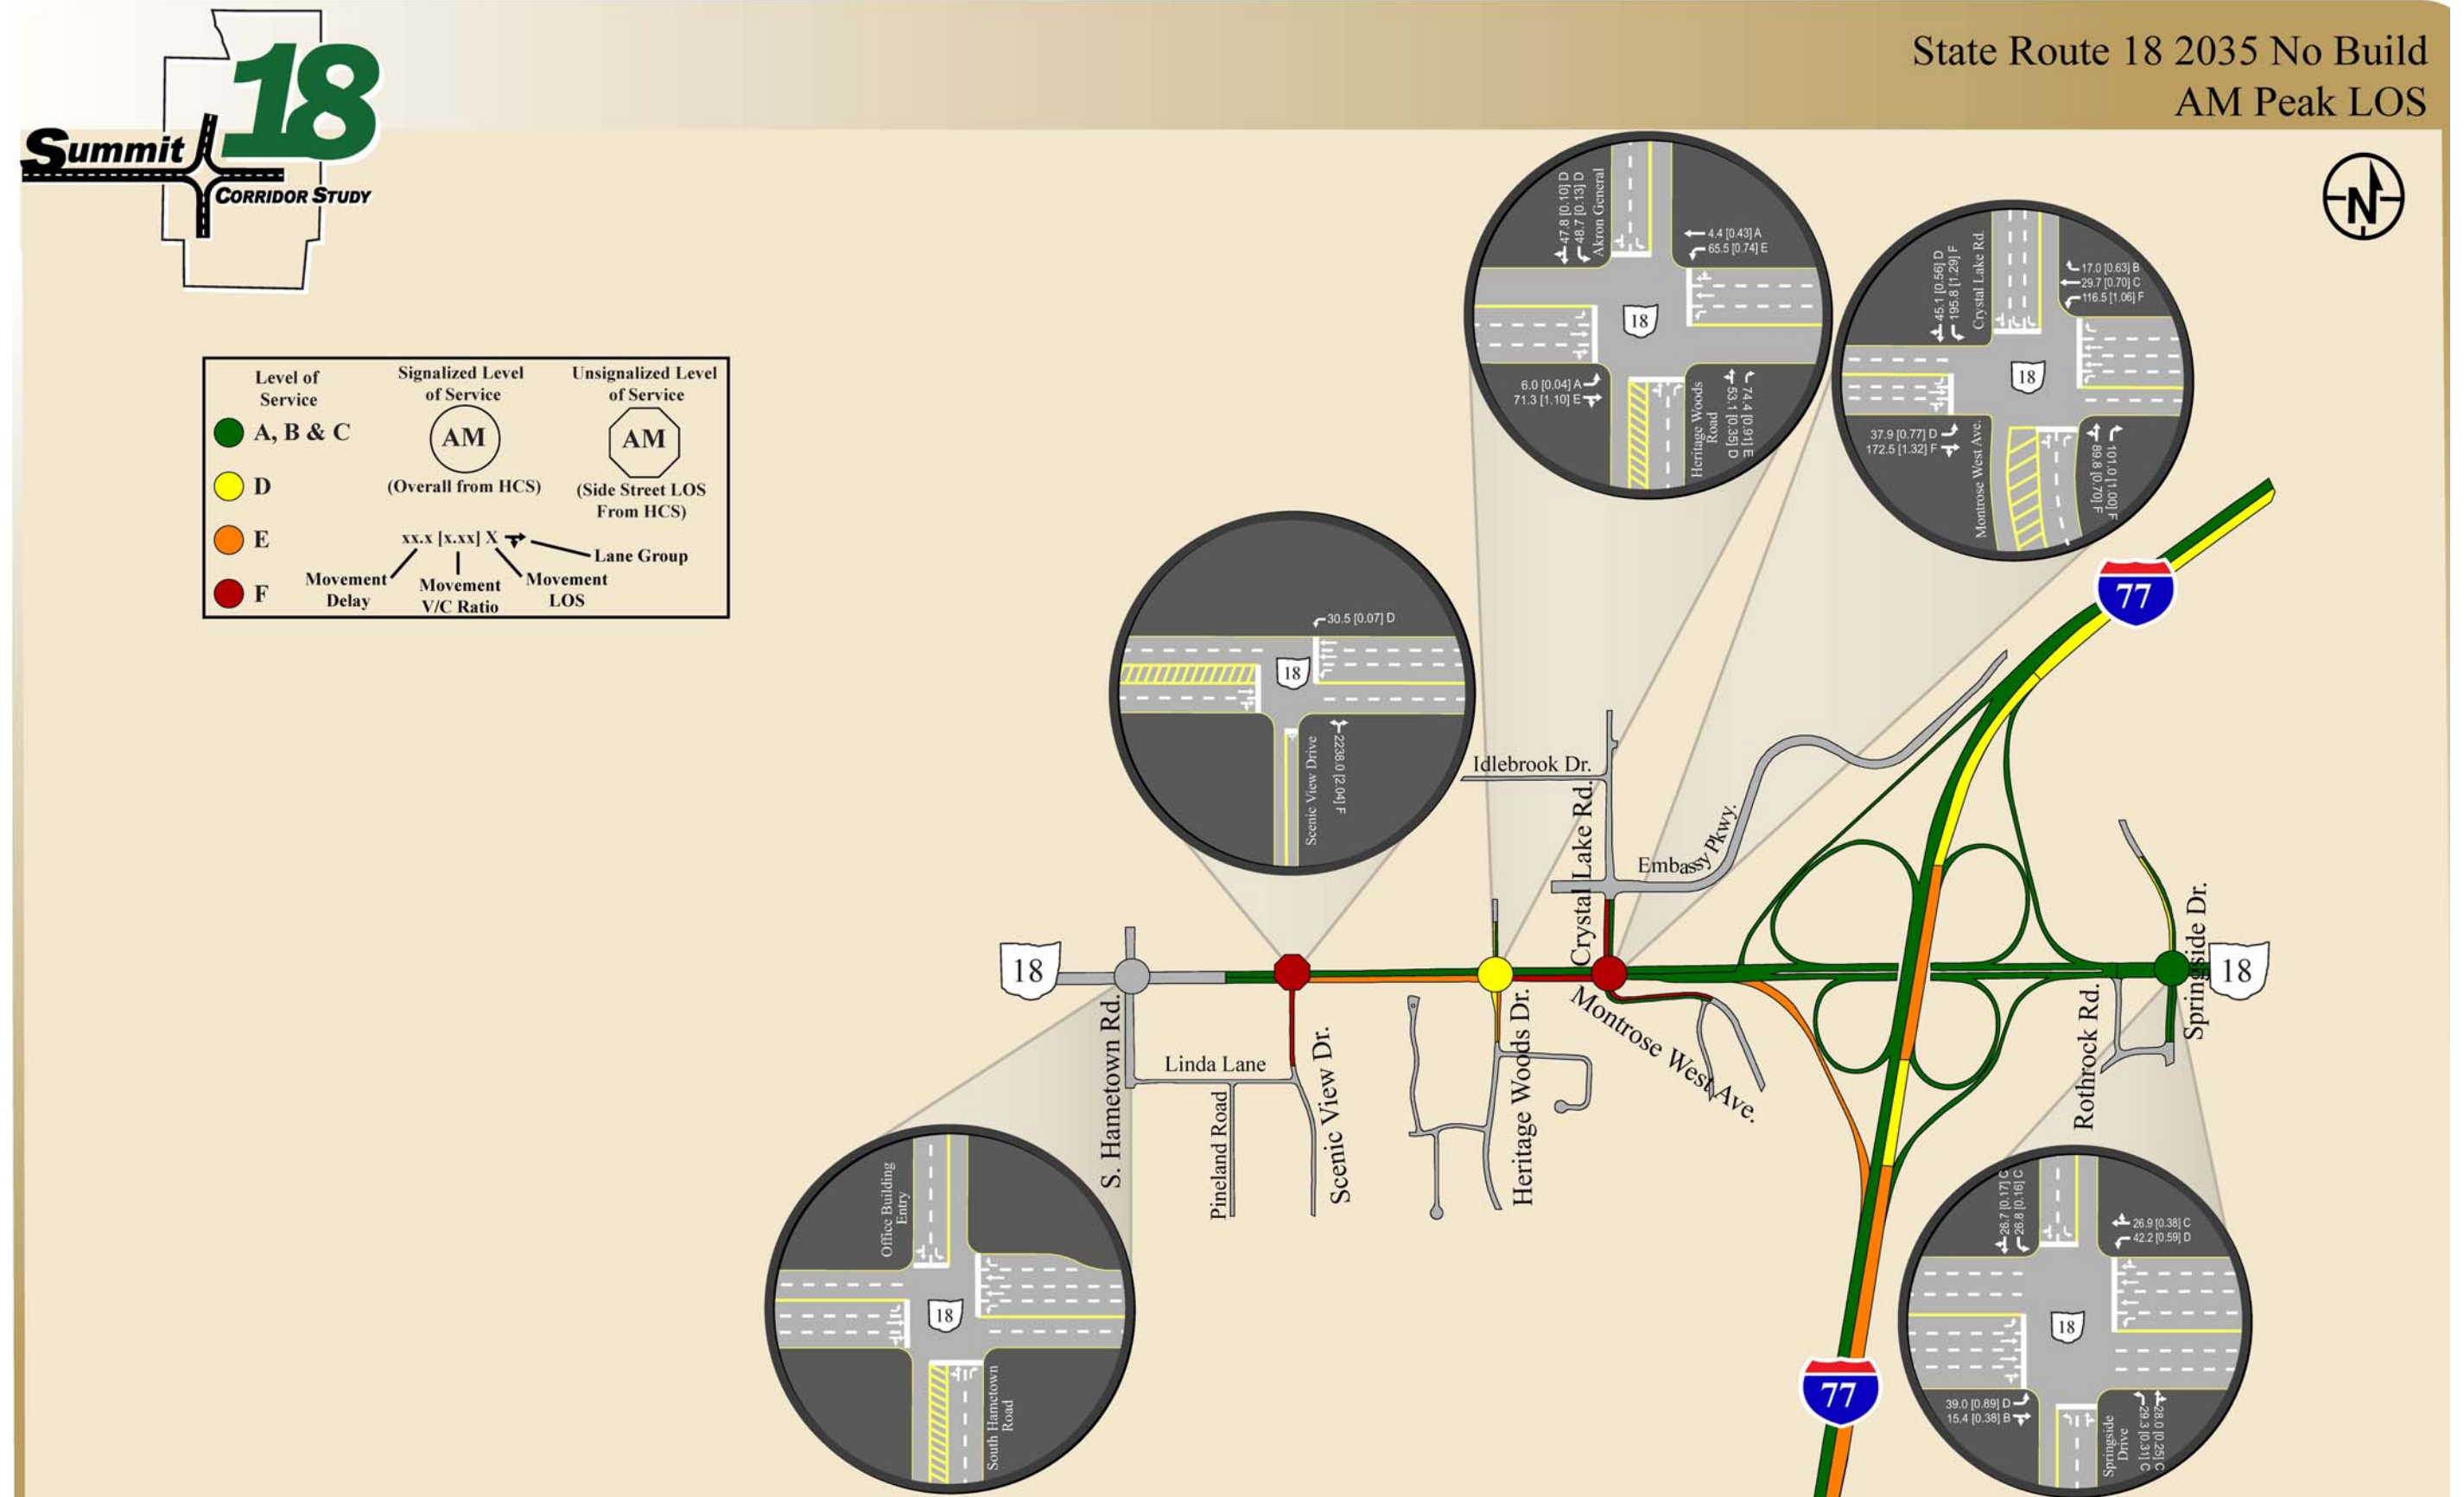 Summit 18
CORRIDOR STUDY
State Route 18 2035 No Build
AM Peak LOS
N
Level of
Service
A, B & C
D
E
F
Signalized Level
of Service
AM
(Overall from HCS)
Unsignalized Level
of Service
AM
(Side Street LOS
From HCS)
xx.x [x.xx] X
Lane Group
Movement
Delay
Movement
V/C Ratio
Movement
LOS
47.8 [0.10] D
48.7 [0.13] D
Akron General
4.4 [0.43] A
65.5 [0.74] E
18
6.0 [0.04] A
71.3 [1.10] E
Heritage Woods
Road
53.1 [0.35] D
74.4 [0.91] E
45.1 [0.56] D
195.8 [1.29] F
Crystal Lake Rd.
17.0 [0.63] B
29.7 [0.70] C
116.5 [1.06] F
18
37.9 [0.77] D
172.5 [1.32] F
Montrose West Ave.
89.8 [0.70] F
101.0 [1.00] F
30.5 [0.07] D
18
Scenic View Drive
2238.0 [2.04] F
77
Idlebrook Dr.
Crystal Lake Rd.
Embassy Pkwy.
18
S. Hametown Rd.
Linda Lane
Pineland Road
Scenic View Dr.
Heritage Woods Dr.
Montrose West Ave.
Rothrock Rd.
Springside Dr.
18
77
Office Building
Entry
18
South Hametown
Road
26.7 [0.17] C
26.8 [0.16] C
26.9 [0.38] C
42.2 [0.59] D
18
39.0 [0.89] D
15.4 [0.38] B
Springside
Drive
29.3 [0.31] C
28.0 [0.25] C